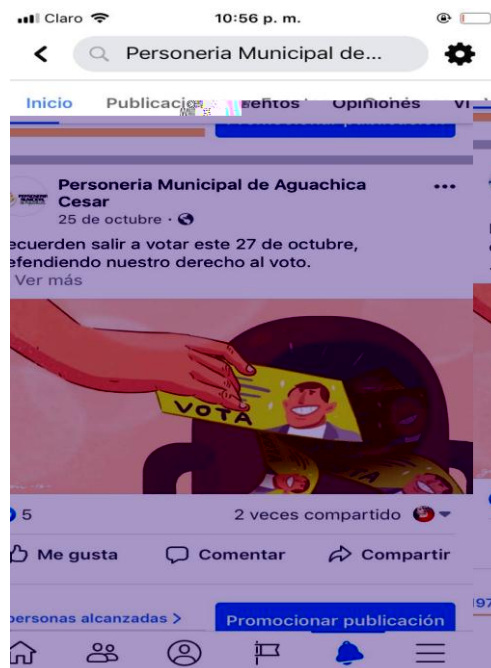 Claro 10:56 p. m.
Personeria Municipal de...
Inicio Opiniones
Personeria Municipal de Aguachica
Cesar
25 de octubre ·
ecuerden salir a votar este 27 de octubre,
efendiendo nuestro derecho al voto.
Ver más
VOTA
5 2 veces compartido
Me gusta Comentar Compartir
personas alcanzadas > Promocionar publicación